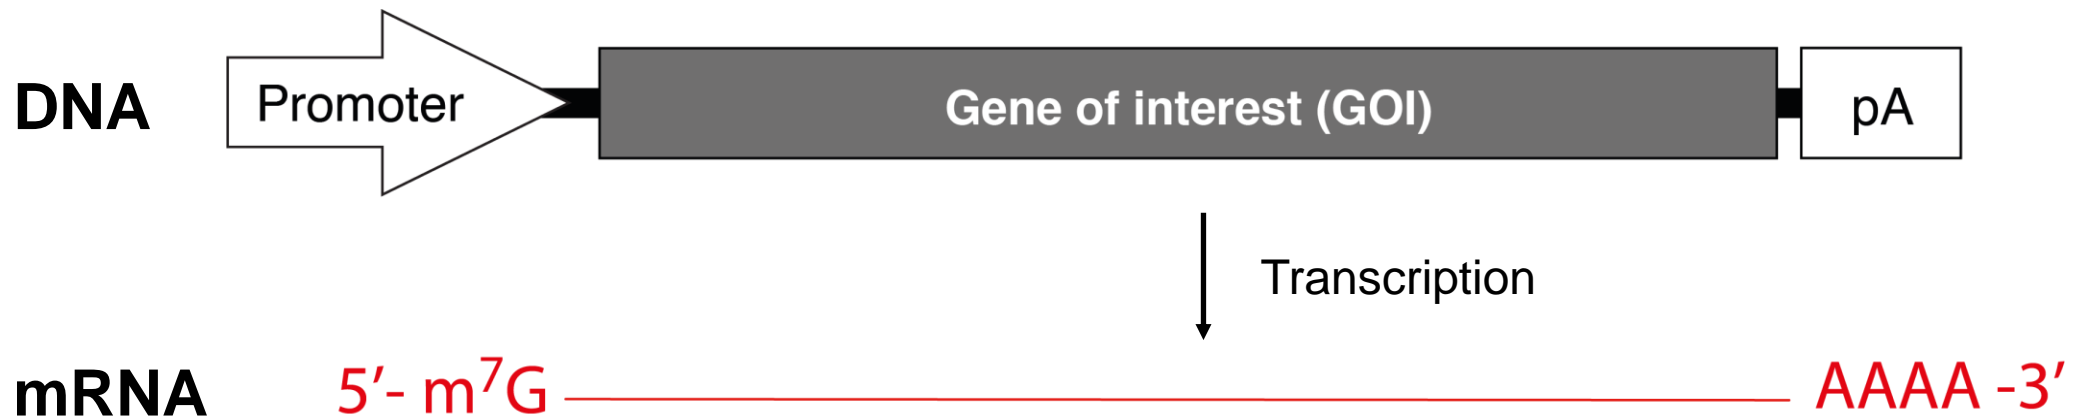 DNA Promoter Gene of interest (GOI) pA
Transcription
mRNA 5′- m⁷G AAAA -3′